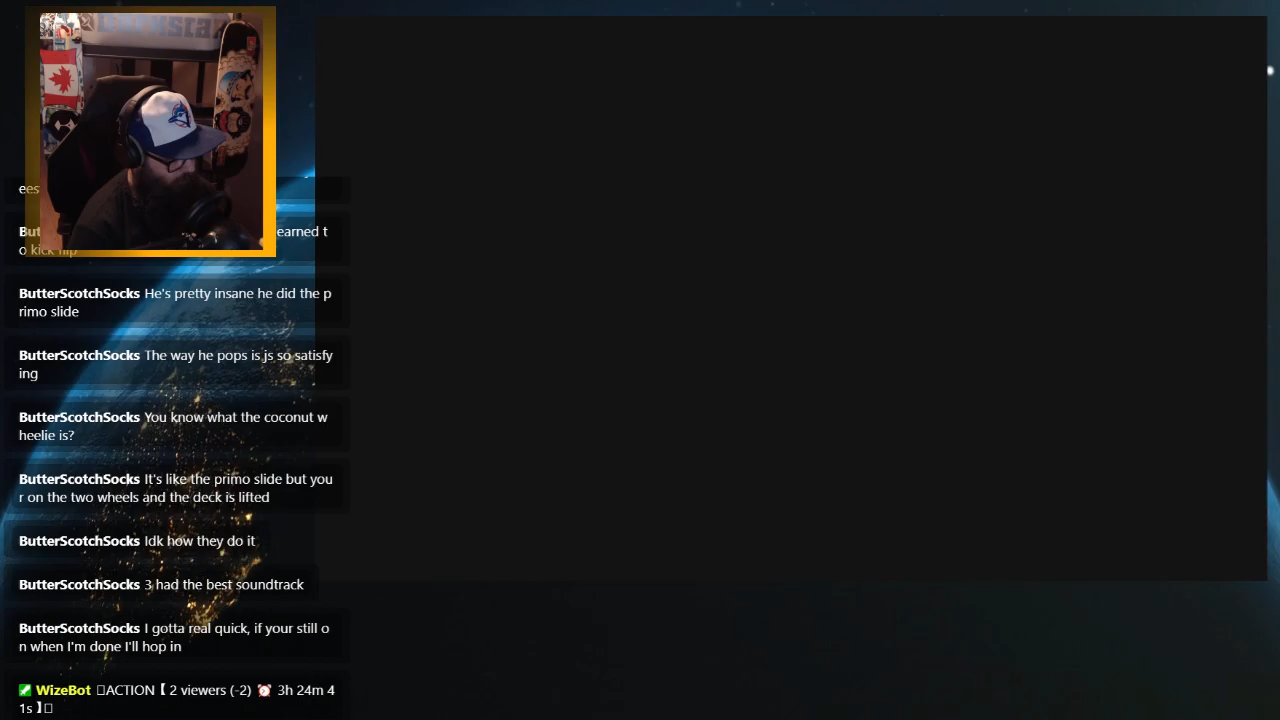 DarkStar
ees
But earned t
o kick flip
ButterScotchSocks He's pretty insane he did the p
rimo slide
ButterScotchSocks The way he pops is js so satisfy
ing
ButterScotchSocks You know what the coconut w
heelie is?
ButterScotchSocks It's like the primo slide but you
r on the two wheels and the deck is lifted
ButterScotchSocks Idk how they do it
ButterScotchSocks 3 had the best soundtrack
ButterScotchSocks I gotta real quick, if your still o
n when I'm done I'll hop in
WizeBot □ACTION【 2 viewers (-2) ⏰ 3h 24m 4
1s 】□